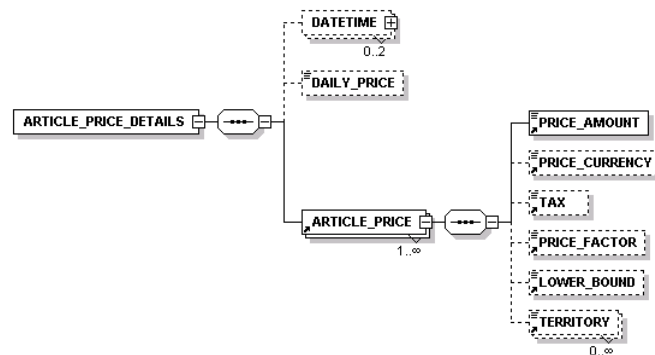 DATETIME
0..2
DAILY_PRICE
ARTICLE_PRICE_DETAILS
PRICE_AMOUNT
PRICE_CURRENCY
TAX
ARTICLE_PRICE
1..∞
PRICE_FACTOR
LOWER_BOUND
TERRITORY
0..∞